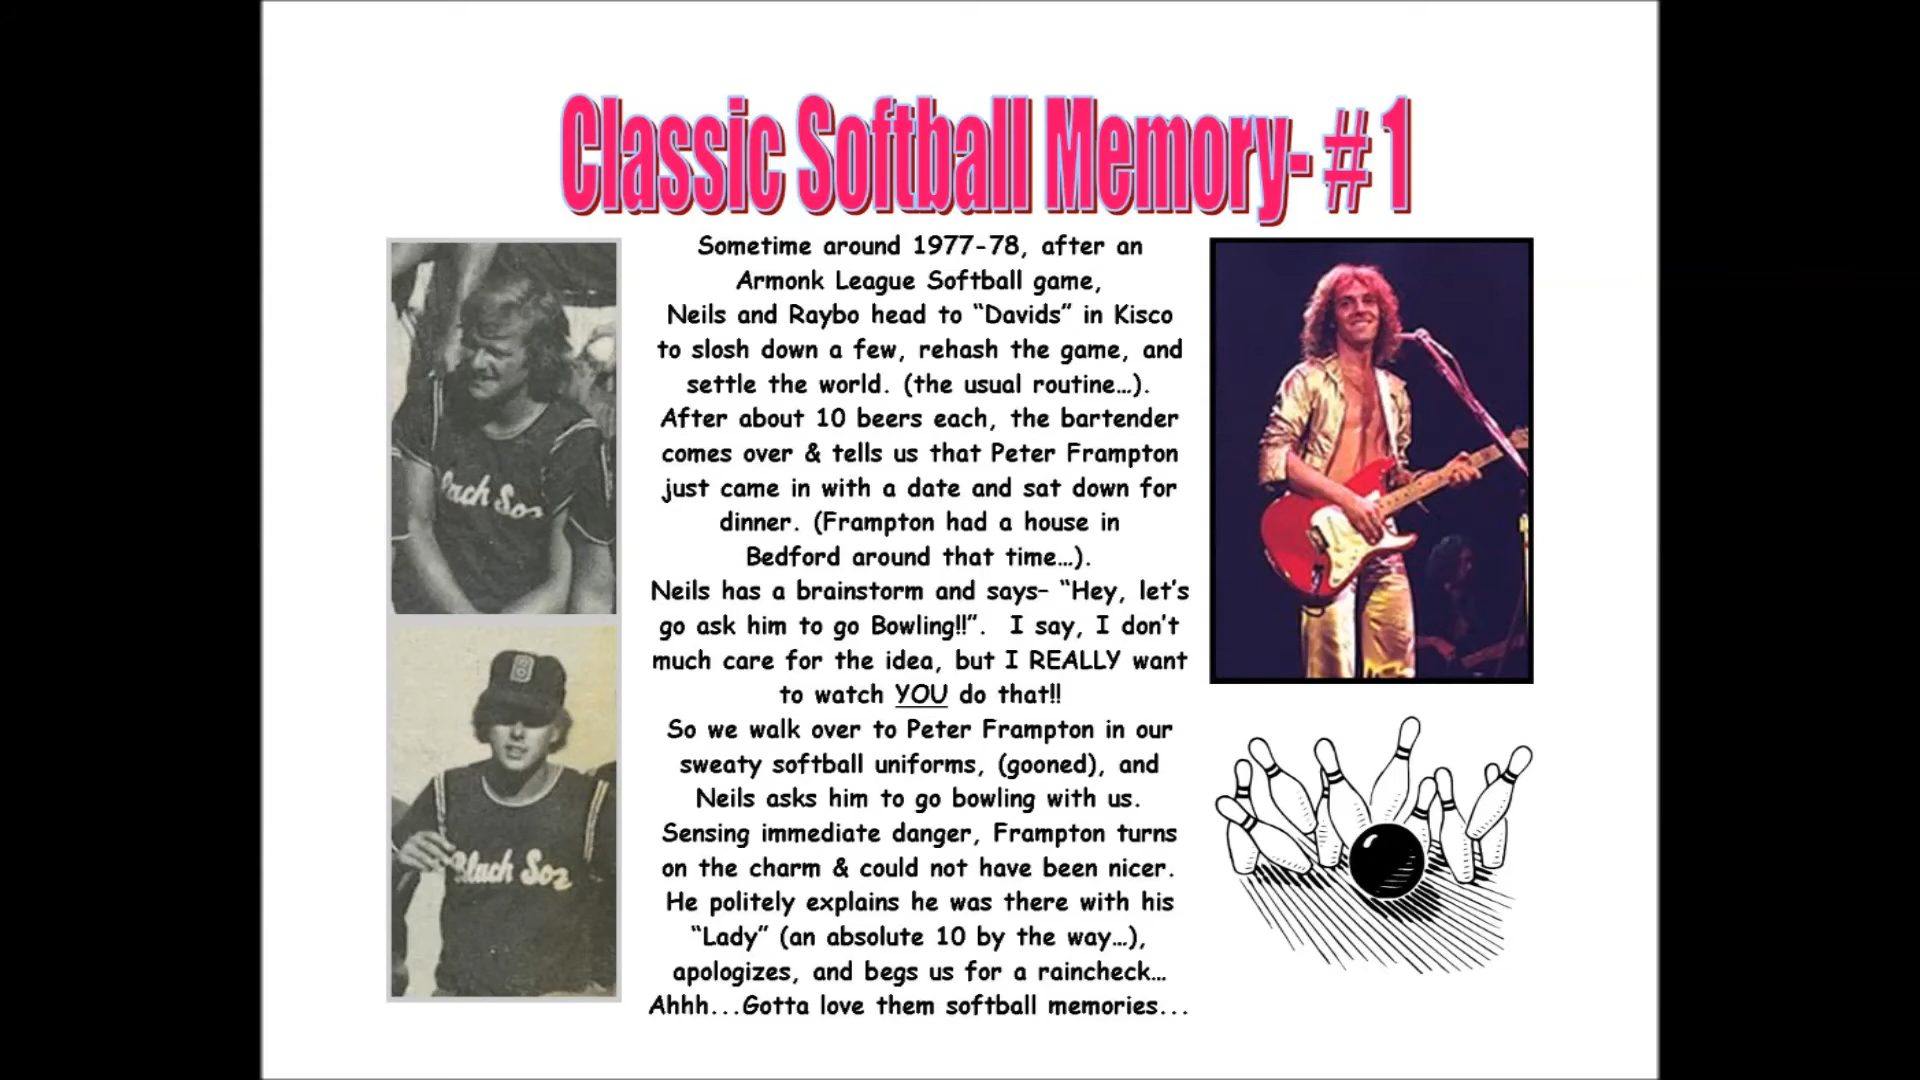 Classic Softball Memory- #1
Sometime around 1977-78, after an
Armonk League Softball game,
Neils and Raybo head to “Davids” in Kisco
to slosh down a few, rehash the game, and
settle the world. (the usual routine…).
After about 10 beers each, the bartender
comes over & tells us that Peter Frampton
just came in with a date and sat down for
dinner. (Frampton had a house in
Bedford around that time…).
Neils has a brainstorm and says– “Hey, let’s
go ask him to go Bowling!!”.  I say, I don’t
much care for the idea, but I REALLY want
to watch YOU do that!!
So we walk over to Peter Frampton in our
sweaty softball uniforms, (gooned), and
Neils asks him to go bowling with us.
Sensing immediate danger, Frampton turns
on the charm & could not have been nicer.
He politely explains he was there with his
“Lady” (an absolute 10 by the way…),
apologizes, and begs us for a raincheck…
Ahhh...Gotta love them softball memories...
B
Black Sox